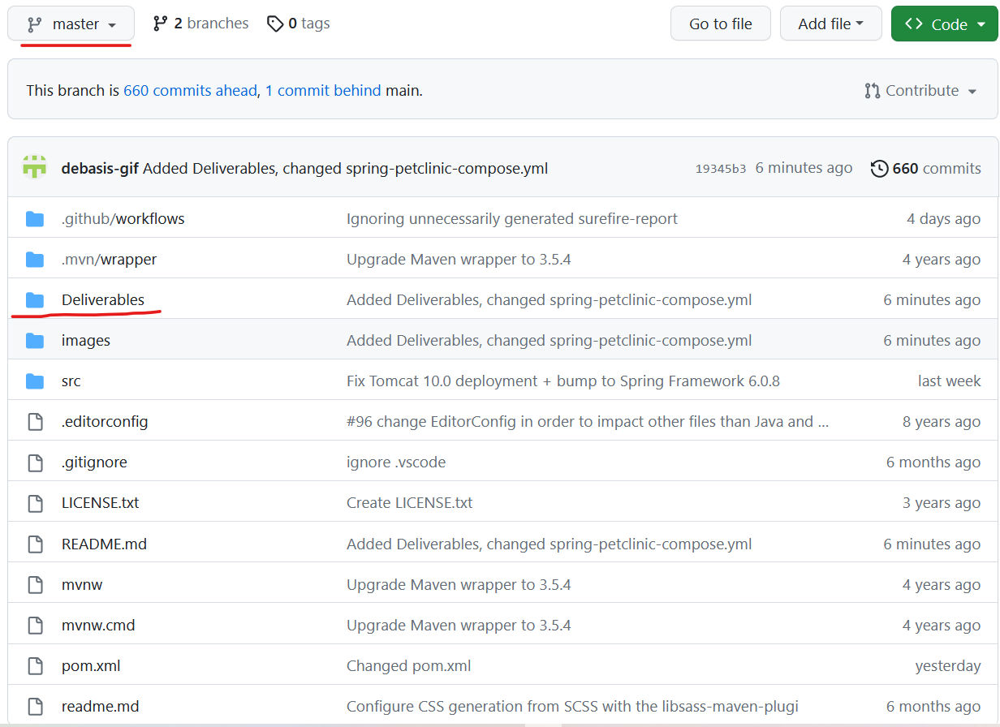 master 2 branches 0 tags Go to file Add file Code
This branch is 660 commits ahead, 1 commit behind main. Contribute
debasis-gif Added Deliverables, changed spring-petclinic-compose.yml 19345b3 6 minutes ago 660 commits
.github/workflows Ignoring unnecessarily generated surefire-report 4 days ago
.mvn/wrapper Upgrade Maven wrapper to 3.5.4 4 years ago
Deliverables Added Deliverables, changed spring-petclinic-compose.yml 6 minutes ago
images Added Deliverables, changed spring-petclinic-compose.yml 6 minutes ago
src Fix Tomcat 10.0 deployment + bump to Spring Framework 6.0.8 last week
.editorconfig #96 change EditorConfig in order to impact other files than Java and ... 8 years ago
.gitignore ignore .vscode 6 months ago
LICENSE.txt Create LICENSE.txt 3 years ago
README.md Added Deliverables, changed spring-petclinic-compose.yml 6 minutes ago
mvnw Upgrade Maven wrapper to 3.5.4 4 years ago
mvnw.cmd Upgrade Maven wrapper to 3.5.4 4 years ago
pom.xml Changed pom.xml yesterday
readme.md Configure CSS generation from SCSS with the libsass-maven-plugi 6 months ago